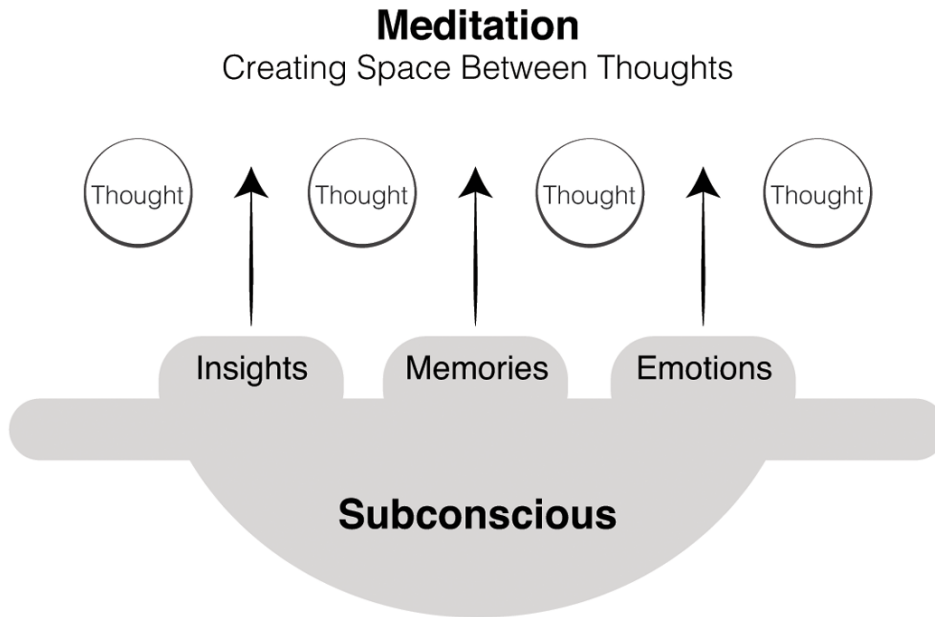 Meditation
Creating Space Between Thoughts
Thought Thought Thought Thought
Insights Memories Emotions
Subconscious